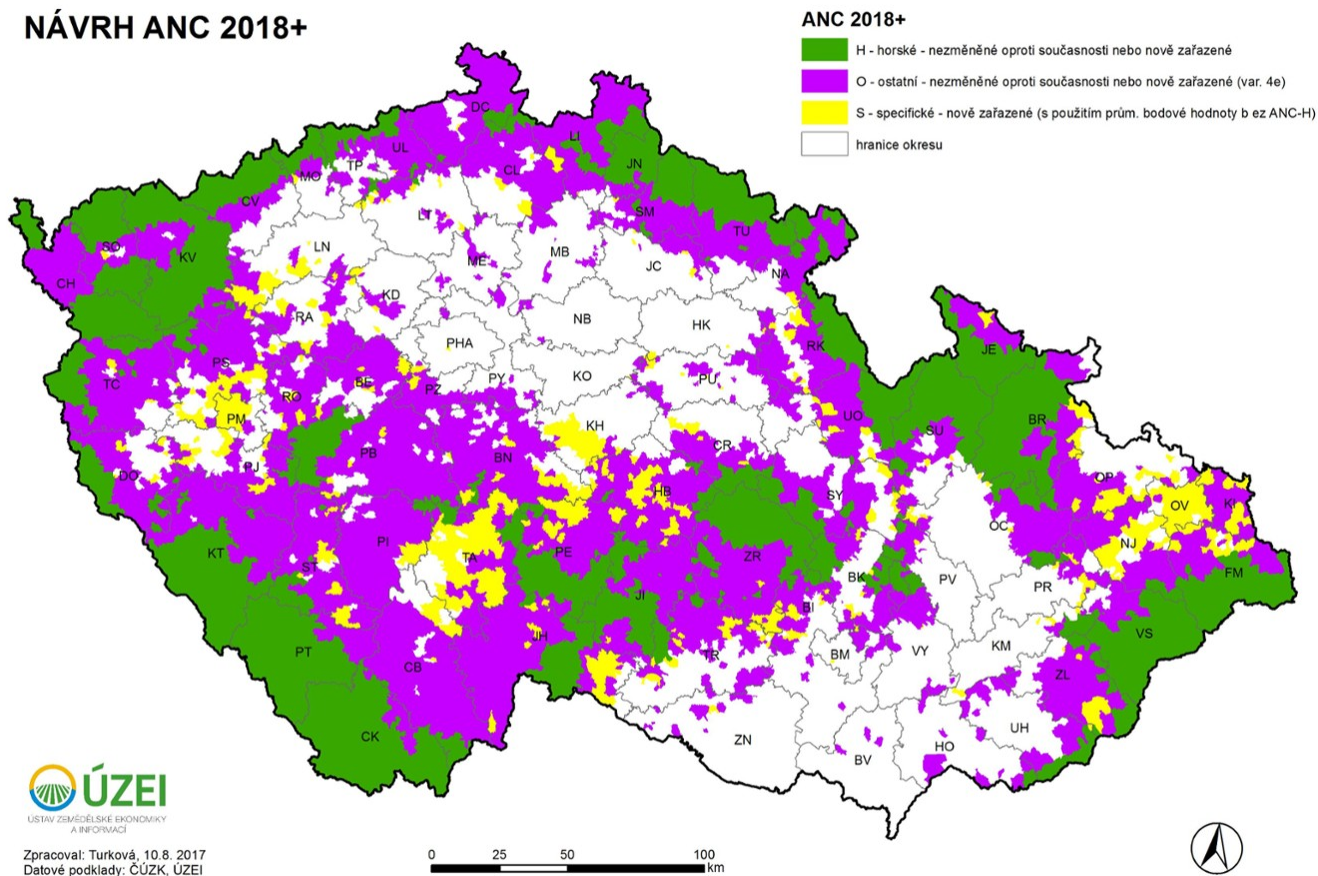 NÁVRH ANC 2018+
ANC 2018+
H - horské - nezměněné oproti současnosti nebo nově zařazené
O - ostatní - nezměněné oproti současnosti nebo nově zařazené (var. 4e)
S - specifické - nově zařazené (s použitím prům. bodové hodnoty b ez ANC-H)
hranice okresu
DC
LI
UL
TP
MO
CL
JN
CV
LT
SM
TU
SO
KV
LN
ME
MB
JC
NA
CH
KD
RA
NB
HK
PHA
RK
JE
PS
TC
BE
PZ
PY
KO
PU
RO
PM
KH
UO
BR
CR
SU
DO
PJ
PB
BN
HB
SY
OP
OV
KI
OC
NJ
KT
PI
ST
TA
PE
ZR
BK
PV
PR
FM
JI
BI
JH
PT
CB
TR
BM
VY
KM
VS
ZL
CK
ZN
BV
HO
UH
ÚZEI
ÚSTAV ZEMĚDĚLSKÉ EKONOMIKY
A INFORMACÍ
Zpracoval: Turková, 10.8. 2017
Datové podklady: ČÚZK, ÚZEI
0 25 50 100
km